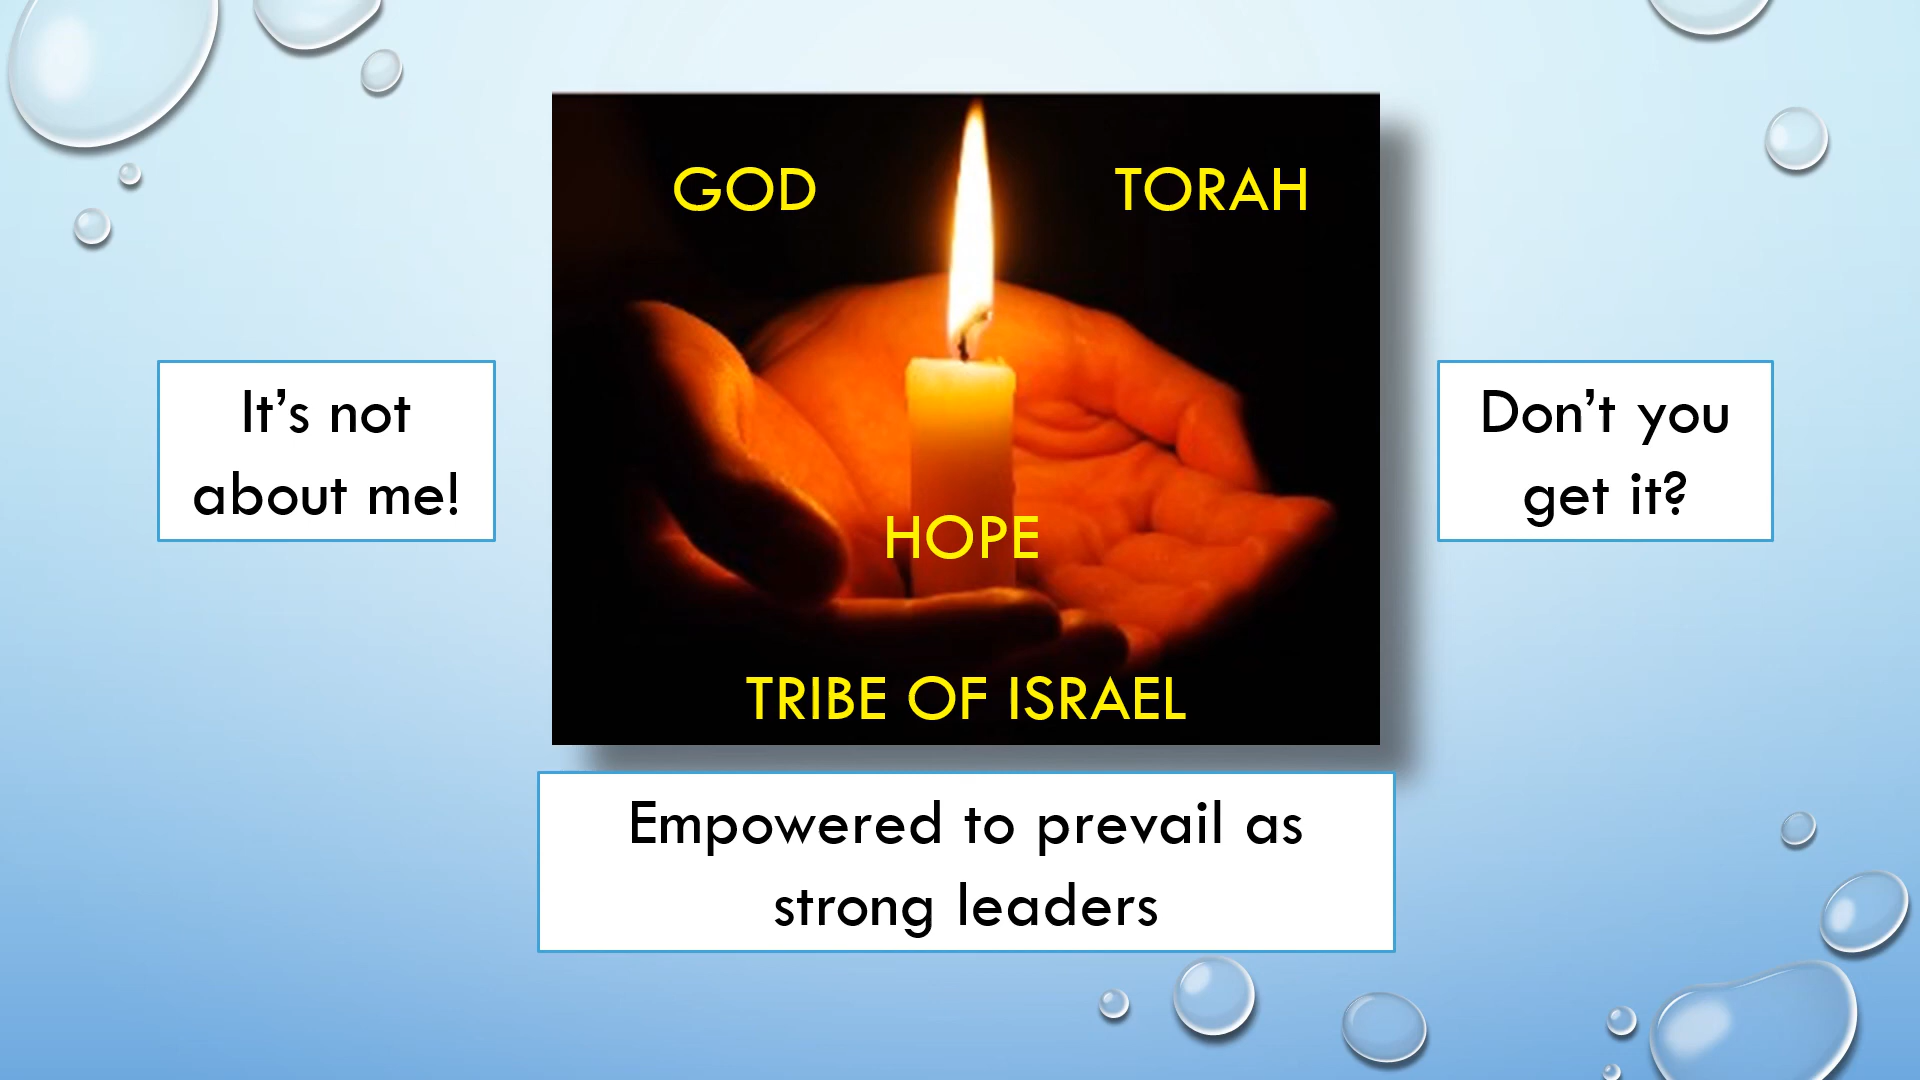 GOD
TORAH
It’s not
about me!
Don’t you
get it?
HOPE
TRIBE OF ISRAEL
Empowered to prevail as
strong leaders